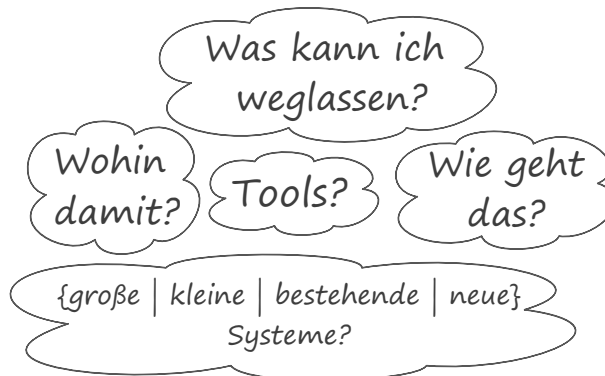 Was kann ich
weglassen?
Wohin
damit?
Tools?
Wie geht
das?
{große | kleine | bestehende | neue}
Systeme?